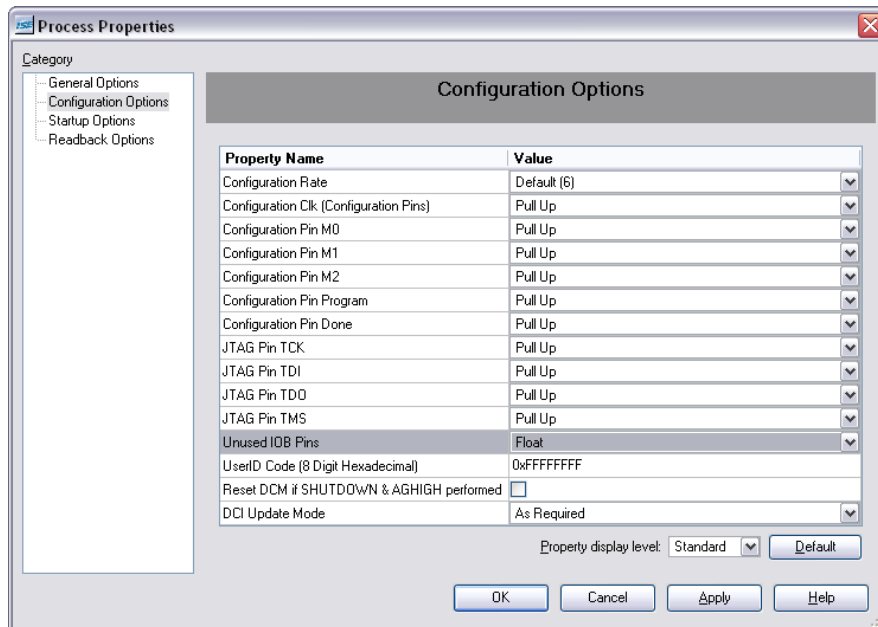 ISE Process Properties
Category
General Options
Configuration Options
Startup Options
Readback Options
Configuration Options
Property Name Value
Configuration Rate Default (6)
Configuration Clk (Configuration Pins) Pull Up
Configuration Pin M0 Pull Up
Configuration Pin M1 Pull Up
Configuration Pin M2 Pull Up
Configuration Pin Program Pull Up
Configuration Pin Done Pull Up
JTAG Pin TCK Pull Up
JTAG Pin TDI Pull Up
JTAG Pin TDO Pull Up
JTAG Pin TMS Pull Up
Unused IOB Pins Float
UserID Code (8 Digit Hexadecimal) 0xFFFFFFFF
Reset DCM if SHUTDOWN & AGHIGH performed
DCI Update Mode As Required
Property display level: Standard Default
OK Cancel Apply Help